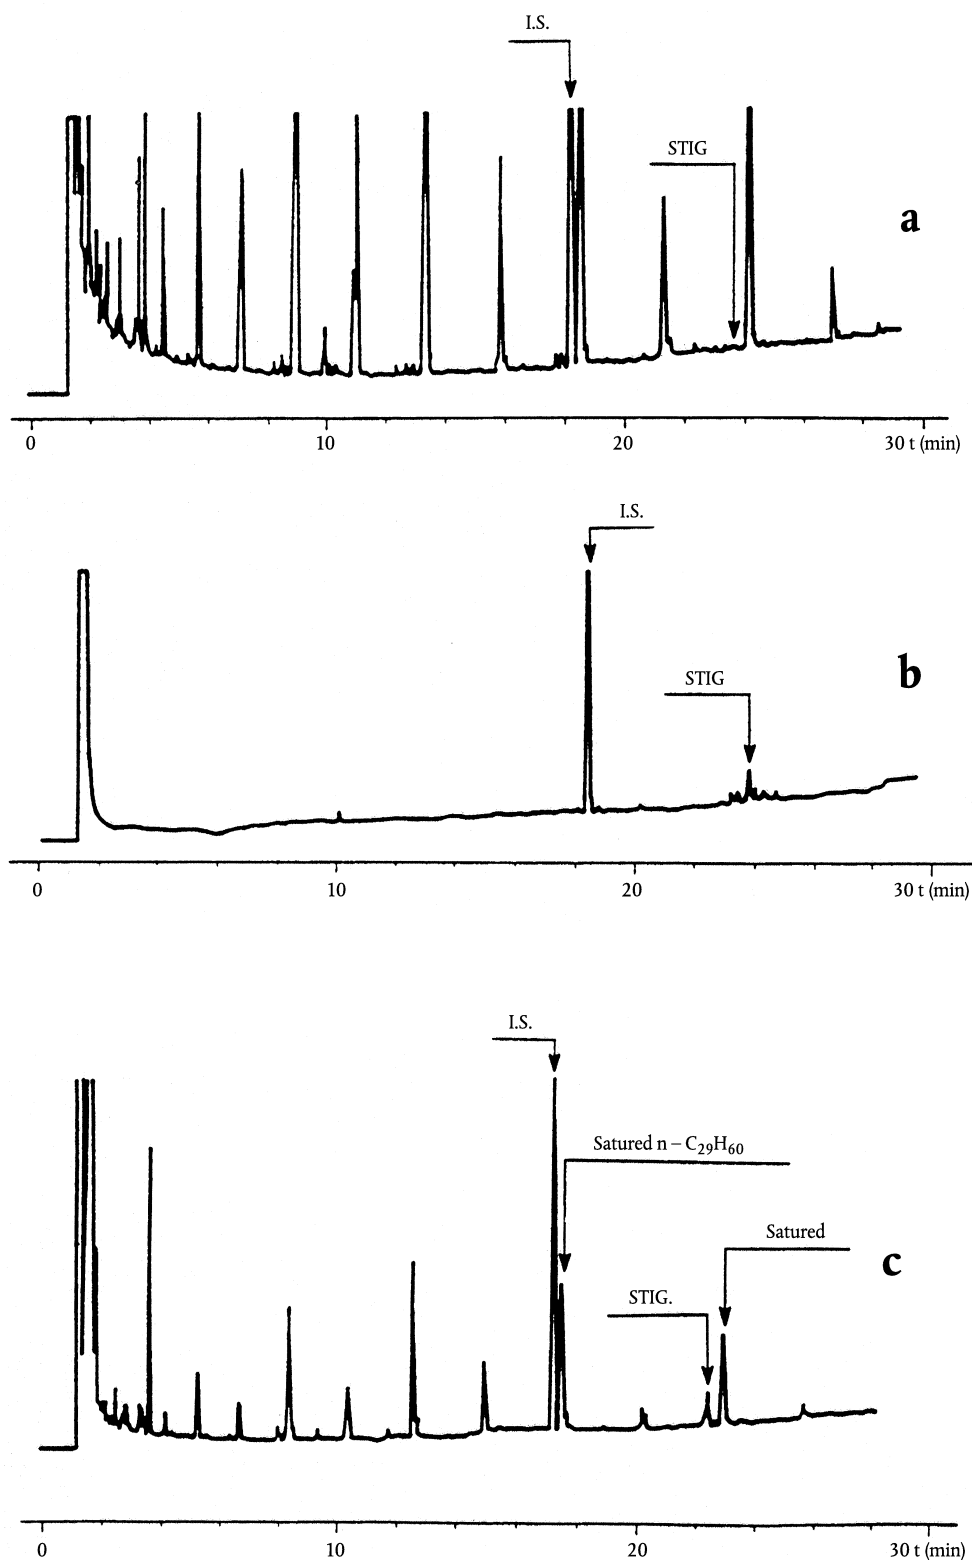 I.S.
STIG
a
0 10 20 30 t (min)
I.S.
STIG
b
0 10 20 30 t (min)
I.S.
Satured n – C₂₉H₆₀
Satured
c
STIG.
0 10 20 30 t (min)